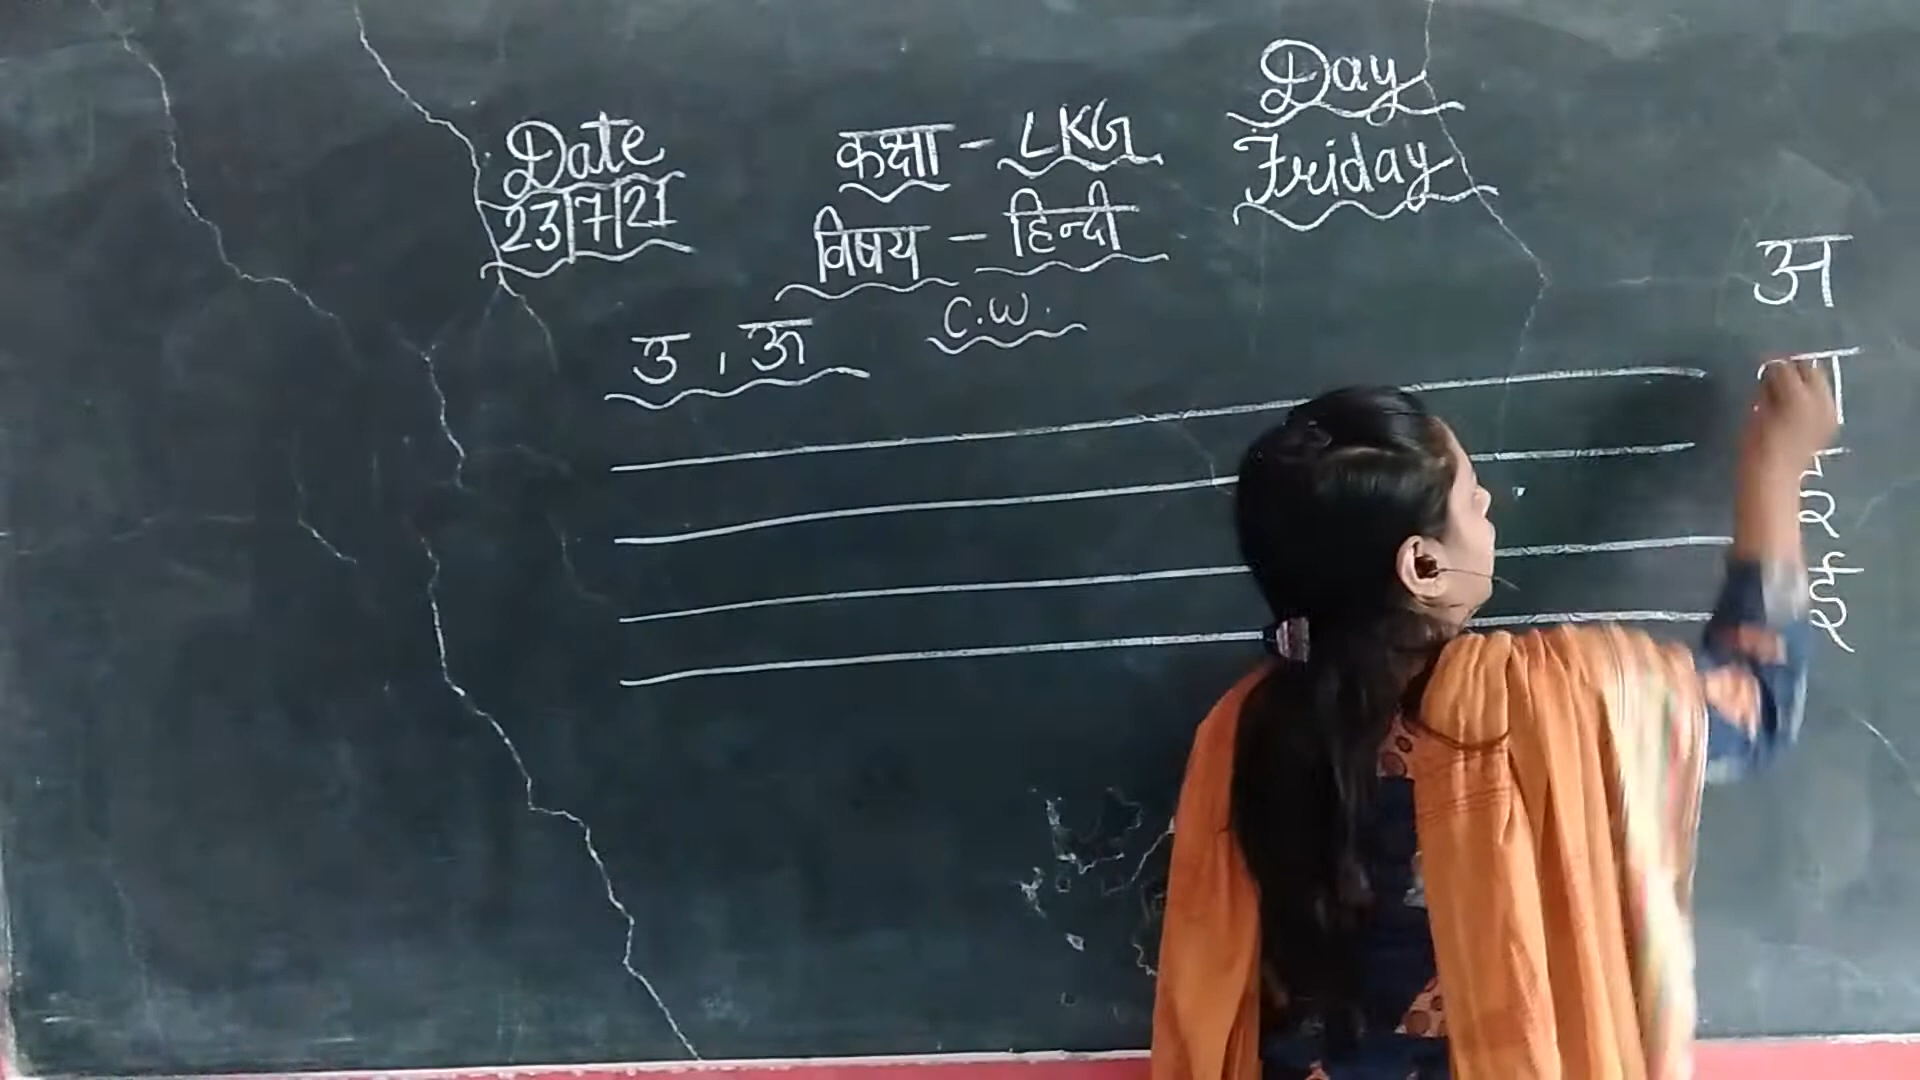 Date
23/7/21
कक्षा - LKG
विषय - हिन्दी
C.W.
Day
Friday
उ , ऊ
अ
इ
ई